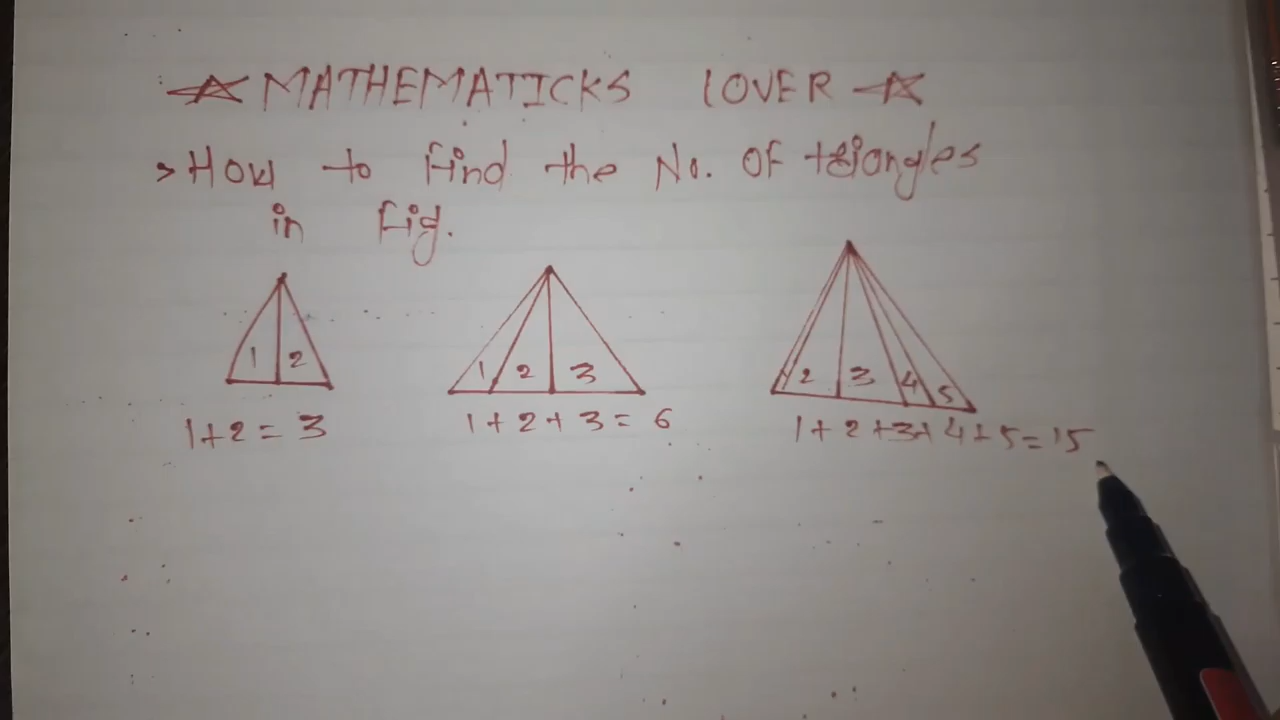 MATHEMATICKS LOVER
How to find the No. of triangles
in fig.
1 2
1 2 3
2 3 4 5
1+2=3
1+2+3=6
1+2+3+4+5=15